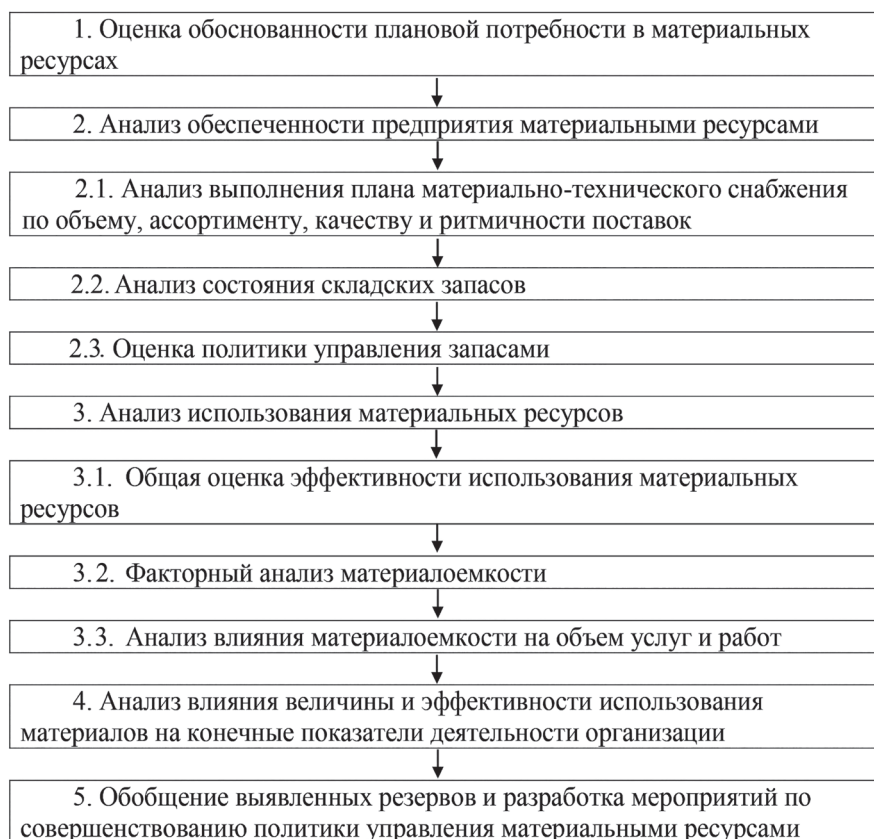 1. Оценка обоснованности плановой потребности в материальных
ресурсах
2. Анализ обеспеченности предприятия материальными ресурсами
2.1. Анализ выполнения плана материально-технического снабжения
по объему, ассортименту, качеству и ритмичности поставок
2.2. Анализ состояния складских запасов
2.3. Оценка политики управления запасами
3. Анализ использования материальных ресурсов
3.1. Общая оценка эффективности использования материальных
ресурсов
3.2. Факторный анализ материалоемкости
3.3. Анализ влияния материалоемкости на объем услуг и работ
4. Анализ влияния величины и эффективности использования
материалов на конечные показатели деятельности организации
5. Обобщение выявленных резервов и разработка мероприятий по
совершенствованию политики управления материальными ресурсами